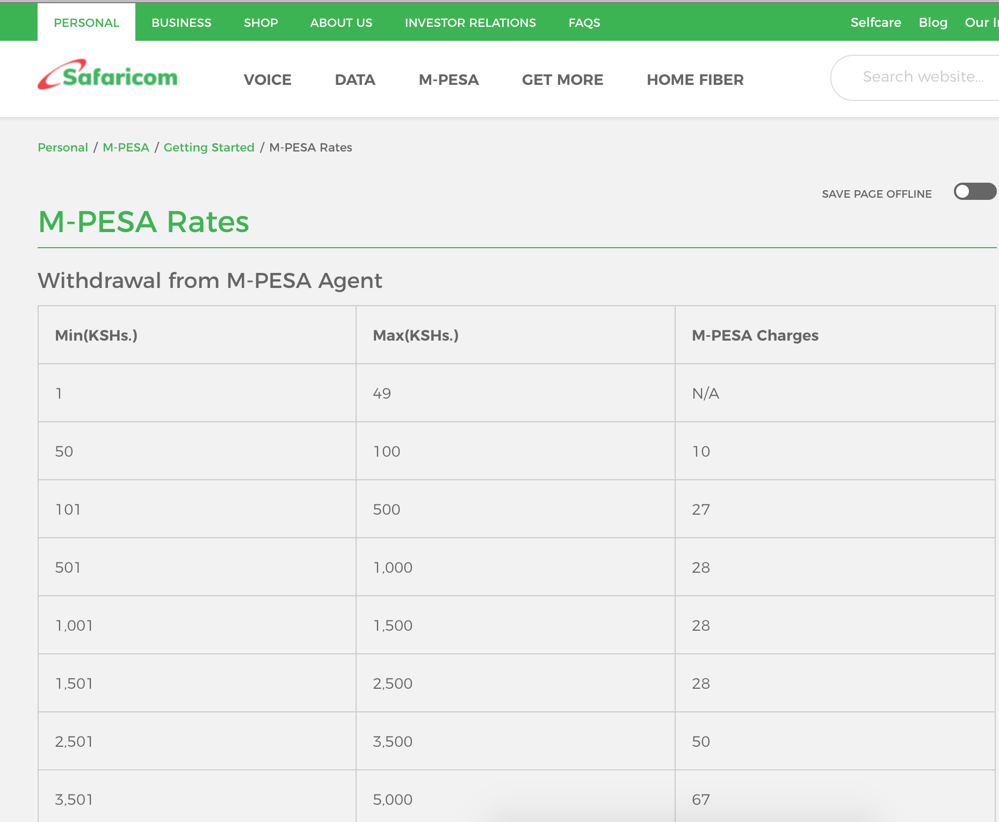 PERSONAL BUSINESS SHOP ABOUT US INVESTOR RELATIONS FAQS Selfcare Blog Our
Safaricom VOICE DATA M-PESA GET MORE HOME FIBER Search website...
Personal / M-PESA / Getting Started / M-PESA Rates
SAVE PAGE OFFLINE
M-PESA Rates
Withdrawal from M-PESA Agent
Min(KSHs.) Max(KSHs.) M-PESA Charges
1 49 N/A
50 100 10
101 500 27
501 1,000 28
1,001 1,500 28
1,501 2,500 28
2,501 3,500 50
3,501 5,000 67